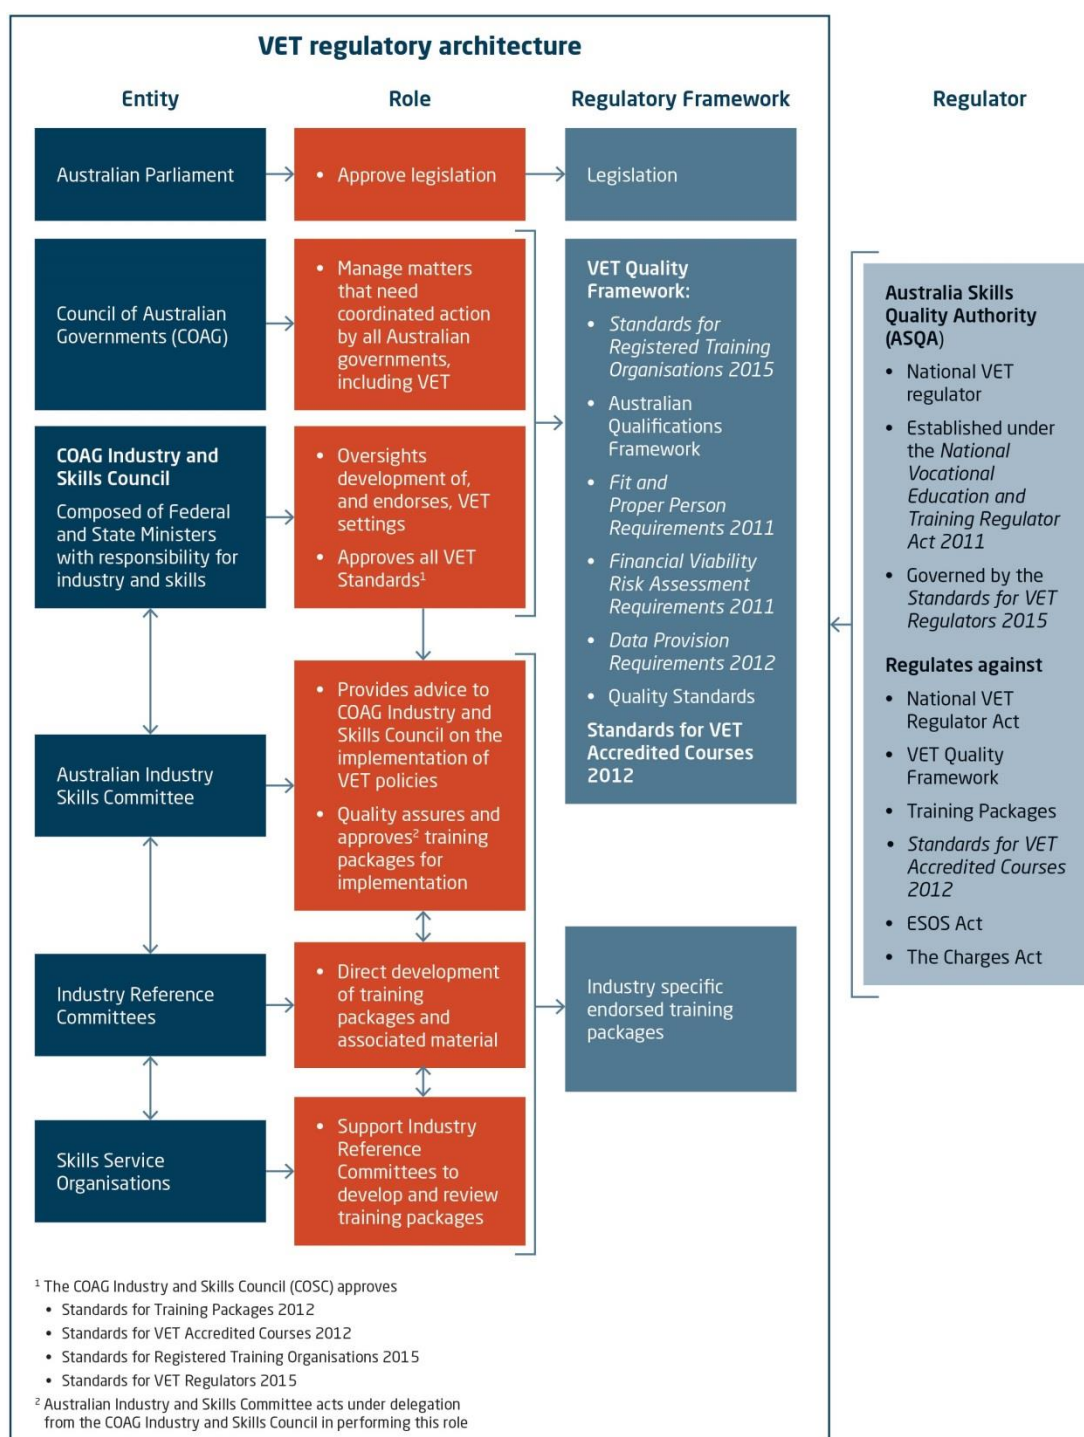 VET regulatory architecture
Entity
Role
Regulatory Framework
Regulator
Australian Parliament
• Approve legislation
Legislation
Council of Australian
Governments (COAG)
• Manage matters
that need
coordinated action
by all Australian
governments,
including VET
COAG Industry and
Skills Council
Composed of Federal
and State Ministers
with responsibility for
industry and skills
• Oversights
development of,
and endorses, VET
settings
• Approves all VET
Standards¹
VET Quality
Framework:
• Standards for
Registered Training
Organisations 2015
• Australian
Qualifications
Framework
• Fit and
Proper Person
Requirements 2011
• Financial Viability
Risk Assessment
Requirements 2011
• Data Provision
Requirements 2012
• Quality Standards
Standards for VET
Accredited Courses
2012
Australian Industry
Skills Committee
• Provides advice to
COAG Industry and
Skills Council on the
implementation of
VET policies
• Quality assures and
approves² training
packages for
implementation
Industry Reference
Committees
• Direct development
of training
packages and
associated material
Industry specific
endorsed training
packages
Skills Service
Organisations
• Support Industry
Reference
Committees to
develop and review
training packages
Australia Skills
Quality Authority
(ASQA)
• National VET
regulator
• Established under
the National
Vocational
Education and
Training Regulator
Act 2011
• Governed by the
Standards for VET
Regulators 2015
Regulates against
• National VET
Regulator Act
• VET Quality
Framework
• Training Packages
• Standards for VET
Accredited Courses
2012
• ESOS Act
• The Charges Act
¹ The COAG Industry and Skills Council (COSC) approves
• Standards for Training Packages 2012
• Standards for VET Accredited Courses 2012
• Standards for Registered Training Organisations 2015
• Standards for VET Regulators 2015
² Australian Industry and Skills Committee acts under delegation
from the COAG Industry and Skills Council in performing this role